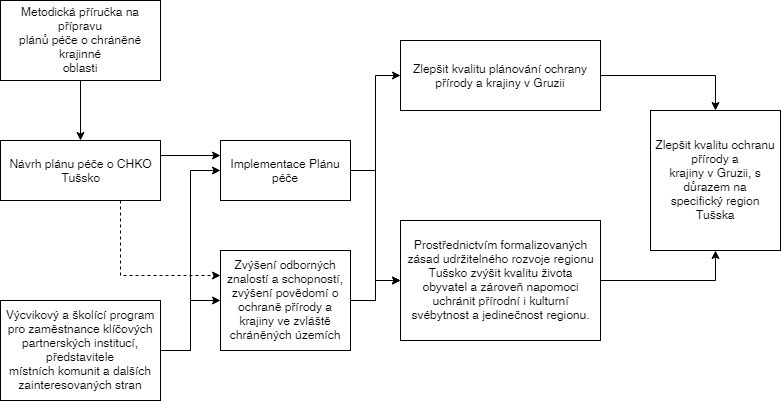 Metodická příručka na
přípravu
plánů péče o chráněné
krajinné
oblasti
Návrh plánu péče o CHKO
Tušsko
Výcvikový a školící program
pro zaměstnance klíčových
partnerských institucí,
představitele
místních komunit a dalších
zainteresovaných stran
Implementace Plánu
péče
Zvýšení odborných
znalostí a schopností,
zvýšení povědomí o
ochraně přírody a
krajiny ve zvláště
chráněných územích
Zlepšit kvalitu plánování ochrany
přírody a krajiny v Gruzii
Prostřednictvím formalizovaných
zásad udržitelného rozvoje regionu
Tušsko zvýšit kvalitu života
obyvatel a zároveň napomoci
uchránit přírodní i kulturní
svébytnost a jedinečnost regionu.
Zlepšit kvalitu ochranu
přírody a
krajiny v Gruzii, s
důrazem na
specifický region
Tušska